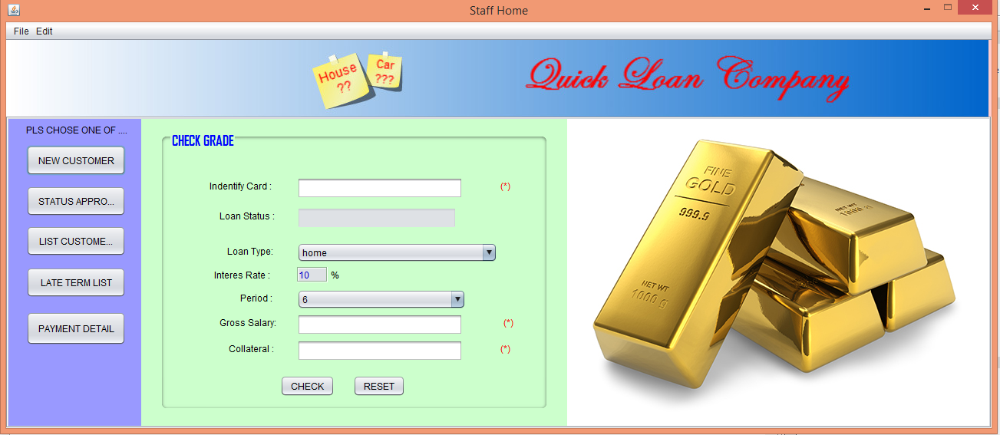 Staff Home
File Edit
House
??
Car
???
Quick Loan Company
PLS CHOSE ONE OF ....
NEW CUSTOMER
STATUS APPRO...
LIST CUSTOME...
LATE TERM LIST
PAYMENT DETAIL
CHECK GRADE
Indentify Card : (*)
Loan Status :
Loan Type: home
Interes Rate : 10 %
Period : 6
Gross Salary: (*)
Collateral : (*)
CHECK RESET
FINE
GOLD
999.9
NET WT
1000 g
NET WT
1000 g